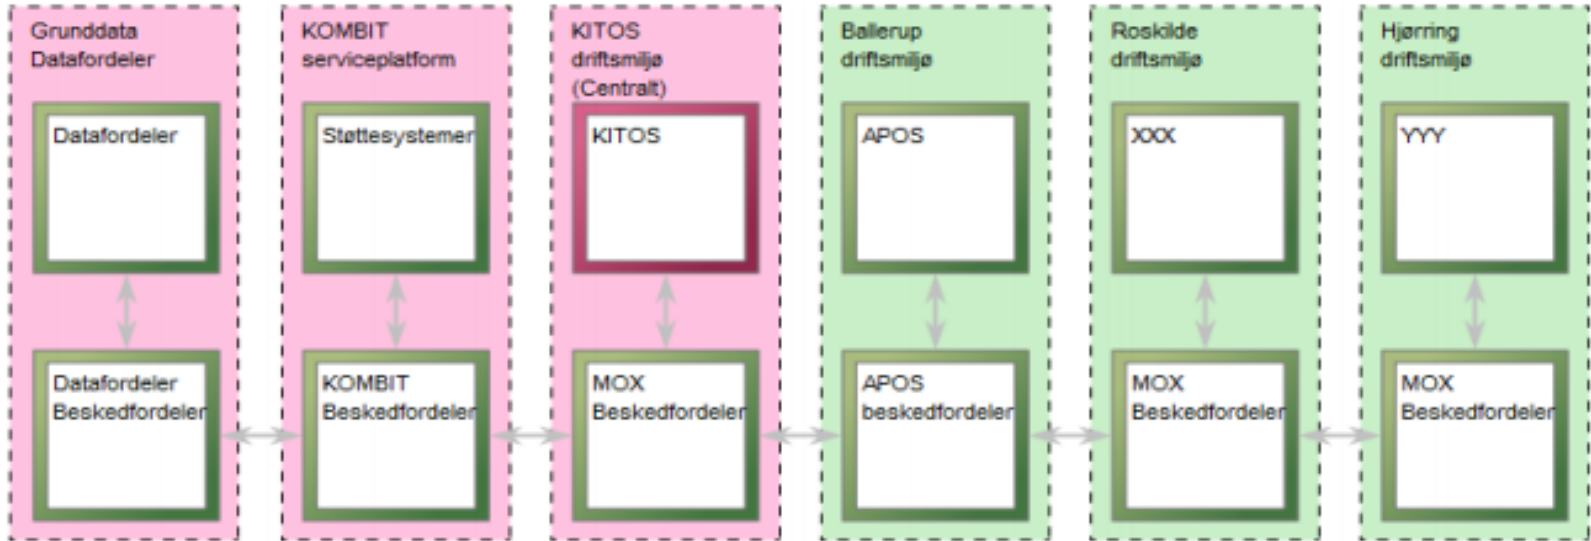 Grunddata
Datafordeler
KOMBIT
serviceplatform
KITOS
driftsmiljø
(Centralt)
Ballerup
driftsmiljø
Roskilde
driftsmiljø
Hjørring
driftsmiljø
Datafordeler
Støttesystemer
KITOS
APOS
XXX
YYY
Datafordeler
Beskedfordeler
KOMBIT
Beskedfordeler
MOX
Beskedfordeler
APOS
beskedfordeler
MOX
Beskedfordeler
MOX
Beskedfordeler